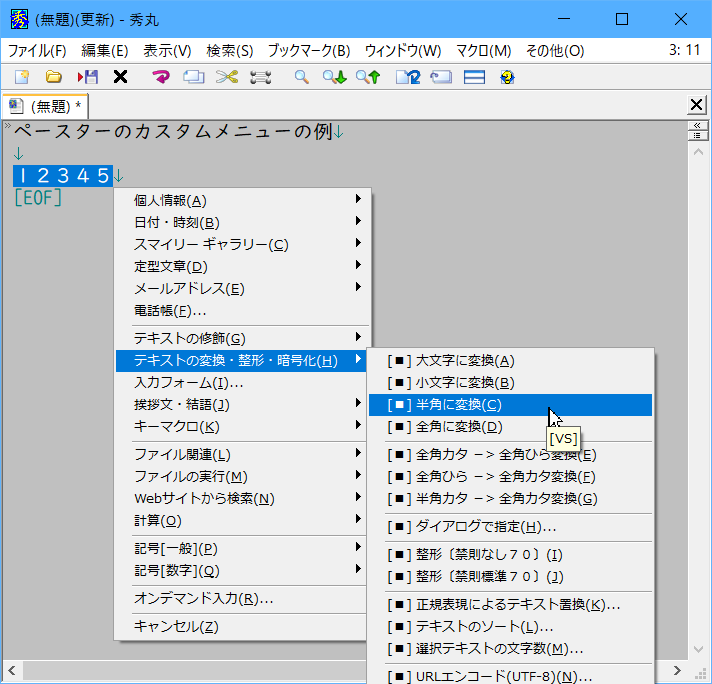 (無題)(更新) - 秀丸
ファイル(F) 編集(E) 表示(V) 検索(S) ブックマーク(B) ウィンドウ(W) マクロ(M) その他(O) 3: 11
(無題) *
ペースターのカスタムメニューの例↓
↓
12345↓
[EOF]
個人情報(A)
日付・時刻(B)
スマイリー ギャラリー(C)
定型文章(D)
メールアドレス(E)
電話帳(F)...
テキストの修飾(G)
テキストの変換・整形・暗号化(H)
入力フォーム(I)...
挨拶文・結語(J)
キーマクロ(K)
ファイル関連(L)
ファイルの実行(M)
Webサイトから検索(N)
計算(O)
記号[一般](P)
記号[数字](Q)
オンデマンド入力(R)...
キャンセル(Z)
[■] 大文字に変換(A)
[■] 小文字に変換(B)
[■] 半角に変換(C)
[■] 全角に変換(D)
[VS]
[■] 全角カタ −> 全角ひら変換(E)
[■] 全角ひら −> 全角カタ変換(F)
[■] 半角カタ −> 全角カタ変換(G)
[■] ダイアログで指定(H)...
[■] 整形〔禁則なし70〕(I)
[■] 整形〔禁則標準70〕(J)
[■] 正規表現によるテキスト置換(K)...
[■] テキストのソート(L)...
[■] 選択テキストの文字数(M)...
[■] URLエンコード(UTF-8)(N)...